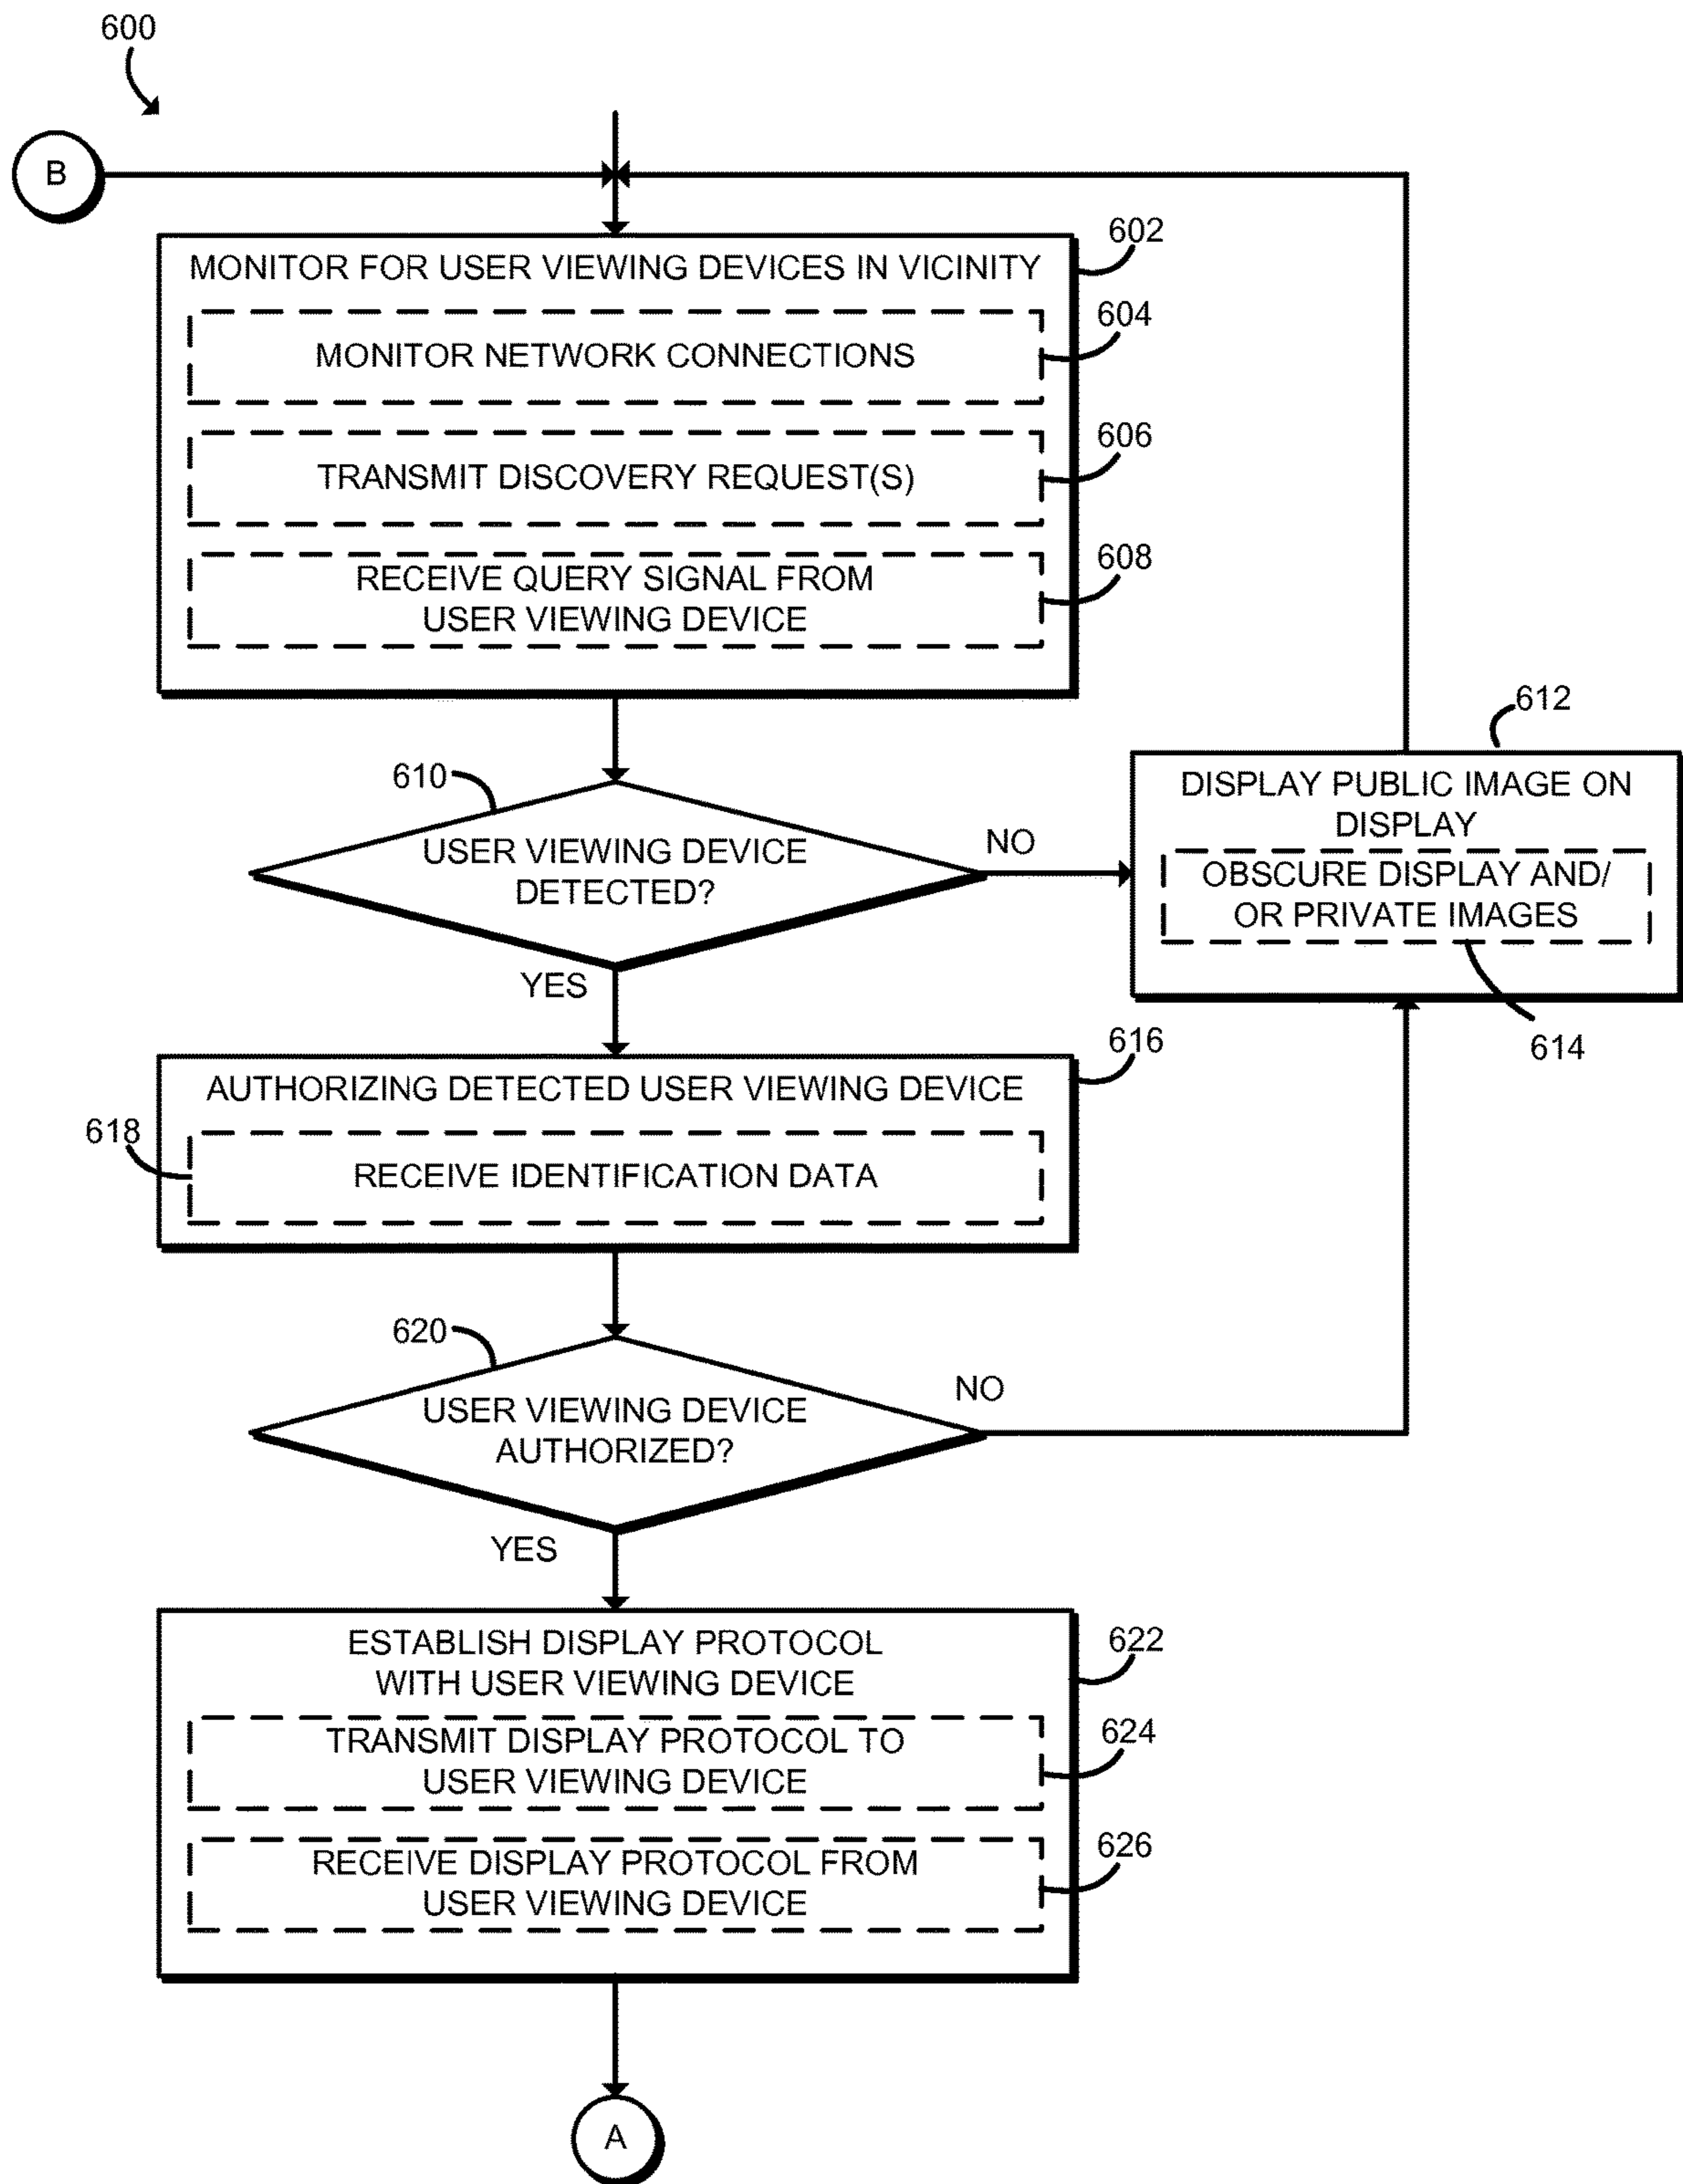 600
B
602
MONITOR FOR USER VIEWING DEVICES IN VICINITY
604
MONITOR NETWORK CONNECTIONS
606
TRANSMIT DISCOVERY REQUEST(S)
608
RECEIVE QUERY SIGNAL FROM
USER VIEWING DEVICE
610
USER VIEWING DEVICE
DETECTED?
NO
YES
612
DISPLAY PUBLIC IMAGE ON
DISPLAY
OBSCURE DISPLAY AND/
OR PRIVATE IMAGES
614
616
AUTHORIZING DETECTED USER VIEWING DEVICE
618
RECEIVE IDENTIFICATION DATA
620
USER VIEWING DEVICE
AUTHORIZED?
NO
YES
622
ESTABLISH DISPLAY PROTOCOL
WITH USER VIEWING DEVICE
624
TRANSMIT DISPLAY PROTOCOL TO
USER VIEWING DEVICE
626
RECEIVE DISPLAY PROTOCOL FROM
USER VIEWING DEVICE
A